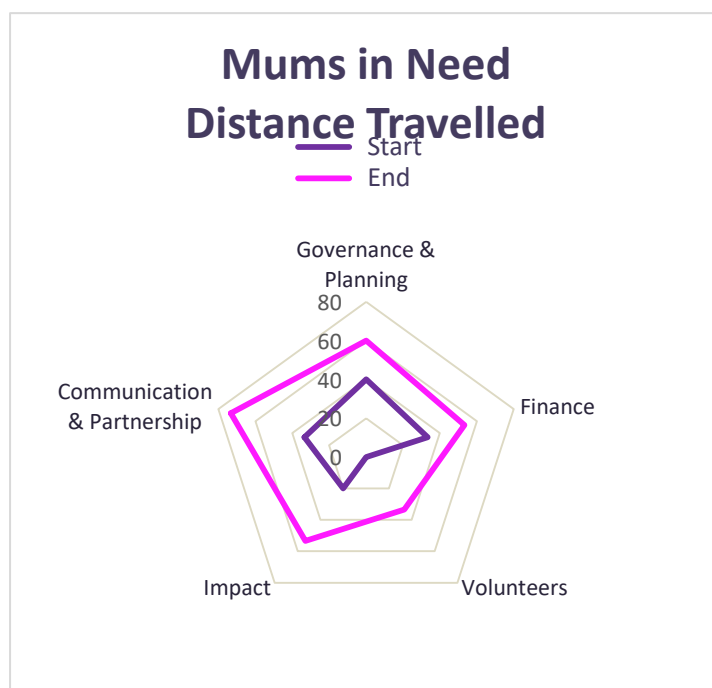 Mums in Need
Distance Travelled
Start
End
Governance &
Planning
80
60
40
20
0
Communication
& Partnership
Finance
Impact
Volunteers